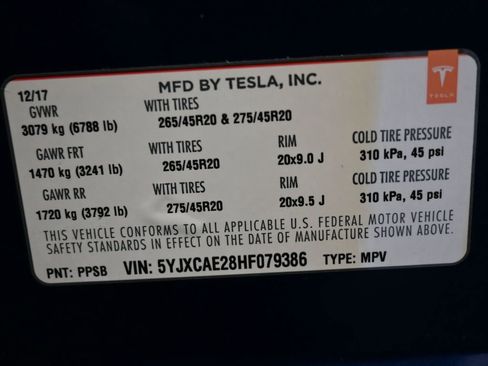 MFD BY TESLA, INC.
TESLA
12/17
GVWR WITH TIRES
3079 kg (6788 lb) 265/45R20 & 275/45R20
GAWR FRT WITH TIRES RIM COLD TIRE PRESSURE
1470 kg (3241 lb) 265/45R20 20x9.0 J 310 kPa, 45 psi
GAWR RR WITH TIRES RIM COLD TIRE PRESSURE
1720 kg (3792 lb) 275/45R20 20x9.5 J 310 kPa, 45 psi
THIS VEHICLE CONFORMS TO ALL APPLICABLE U.S. FEDERAL MOTOR VEHICLE
SAFETY STANDARDS IN EFFECT ON THE DATE OF MANUFACTURE SHOWN ABOVE.
PNT: PPSB VIN: 5YJXCAE28HF079386 TYPE: MPV